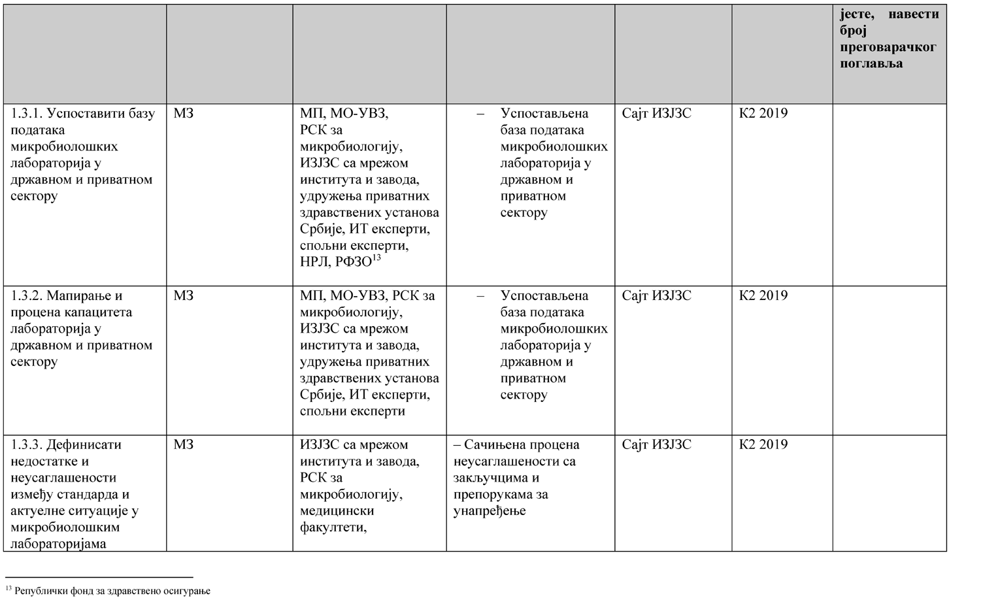 јесте, навести
број
преговарачког
поглавља
1.3.1. Успоставити базу
података
микробиолошких
лабораторија у
државном и приватном
сектору
МЗ
МП, МО-УВЗ,
РСК за
микробиологију,
ИЗЈЗС са мрежом
института и завода,
удружења приватних
здравствених установа
Србије, ИТ експерти,
спољни експерти,
НРЛ, РФЗО13
– Успостављена
база података
микробиолошких
лабораторија у
државном и
приватном
сектору
Сајт ИЗЈЗС
К2 2019
1.3.2. Мапирање и
процена капацитета
лабораторија у
државном и приватном
сектору
МЗ
МП, МО-УВЗ, РСК за
микробиологију,
ИЗЈЗС са мрежом
института и завода,
удружења приватних
здравствених установа
Србије, ИТ експерти,
спољни експерти
– Успостављена
база података
микробиолошких
лабораторија у
државном и
приватном
сектору
Сајт ИЗЈЗС
К2 2019
1.3.3. Дефинисати
недостатке и
неусаглашености
између стандарда и
актуелне ситуације у
микробиолошким
лабораторијама
МЗ
ИЗЈЗС са мрежом
института и завода,
РСК за
микробиологију,
медицински
факултети,
– Сачињена процена
неусаглашености са
закључцима и
препорукама за
унапређење
Сајт ИЗЈЗС
К2 2019
13 Републички фонд за здравствено осигурање